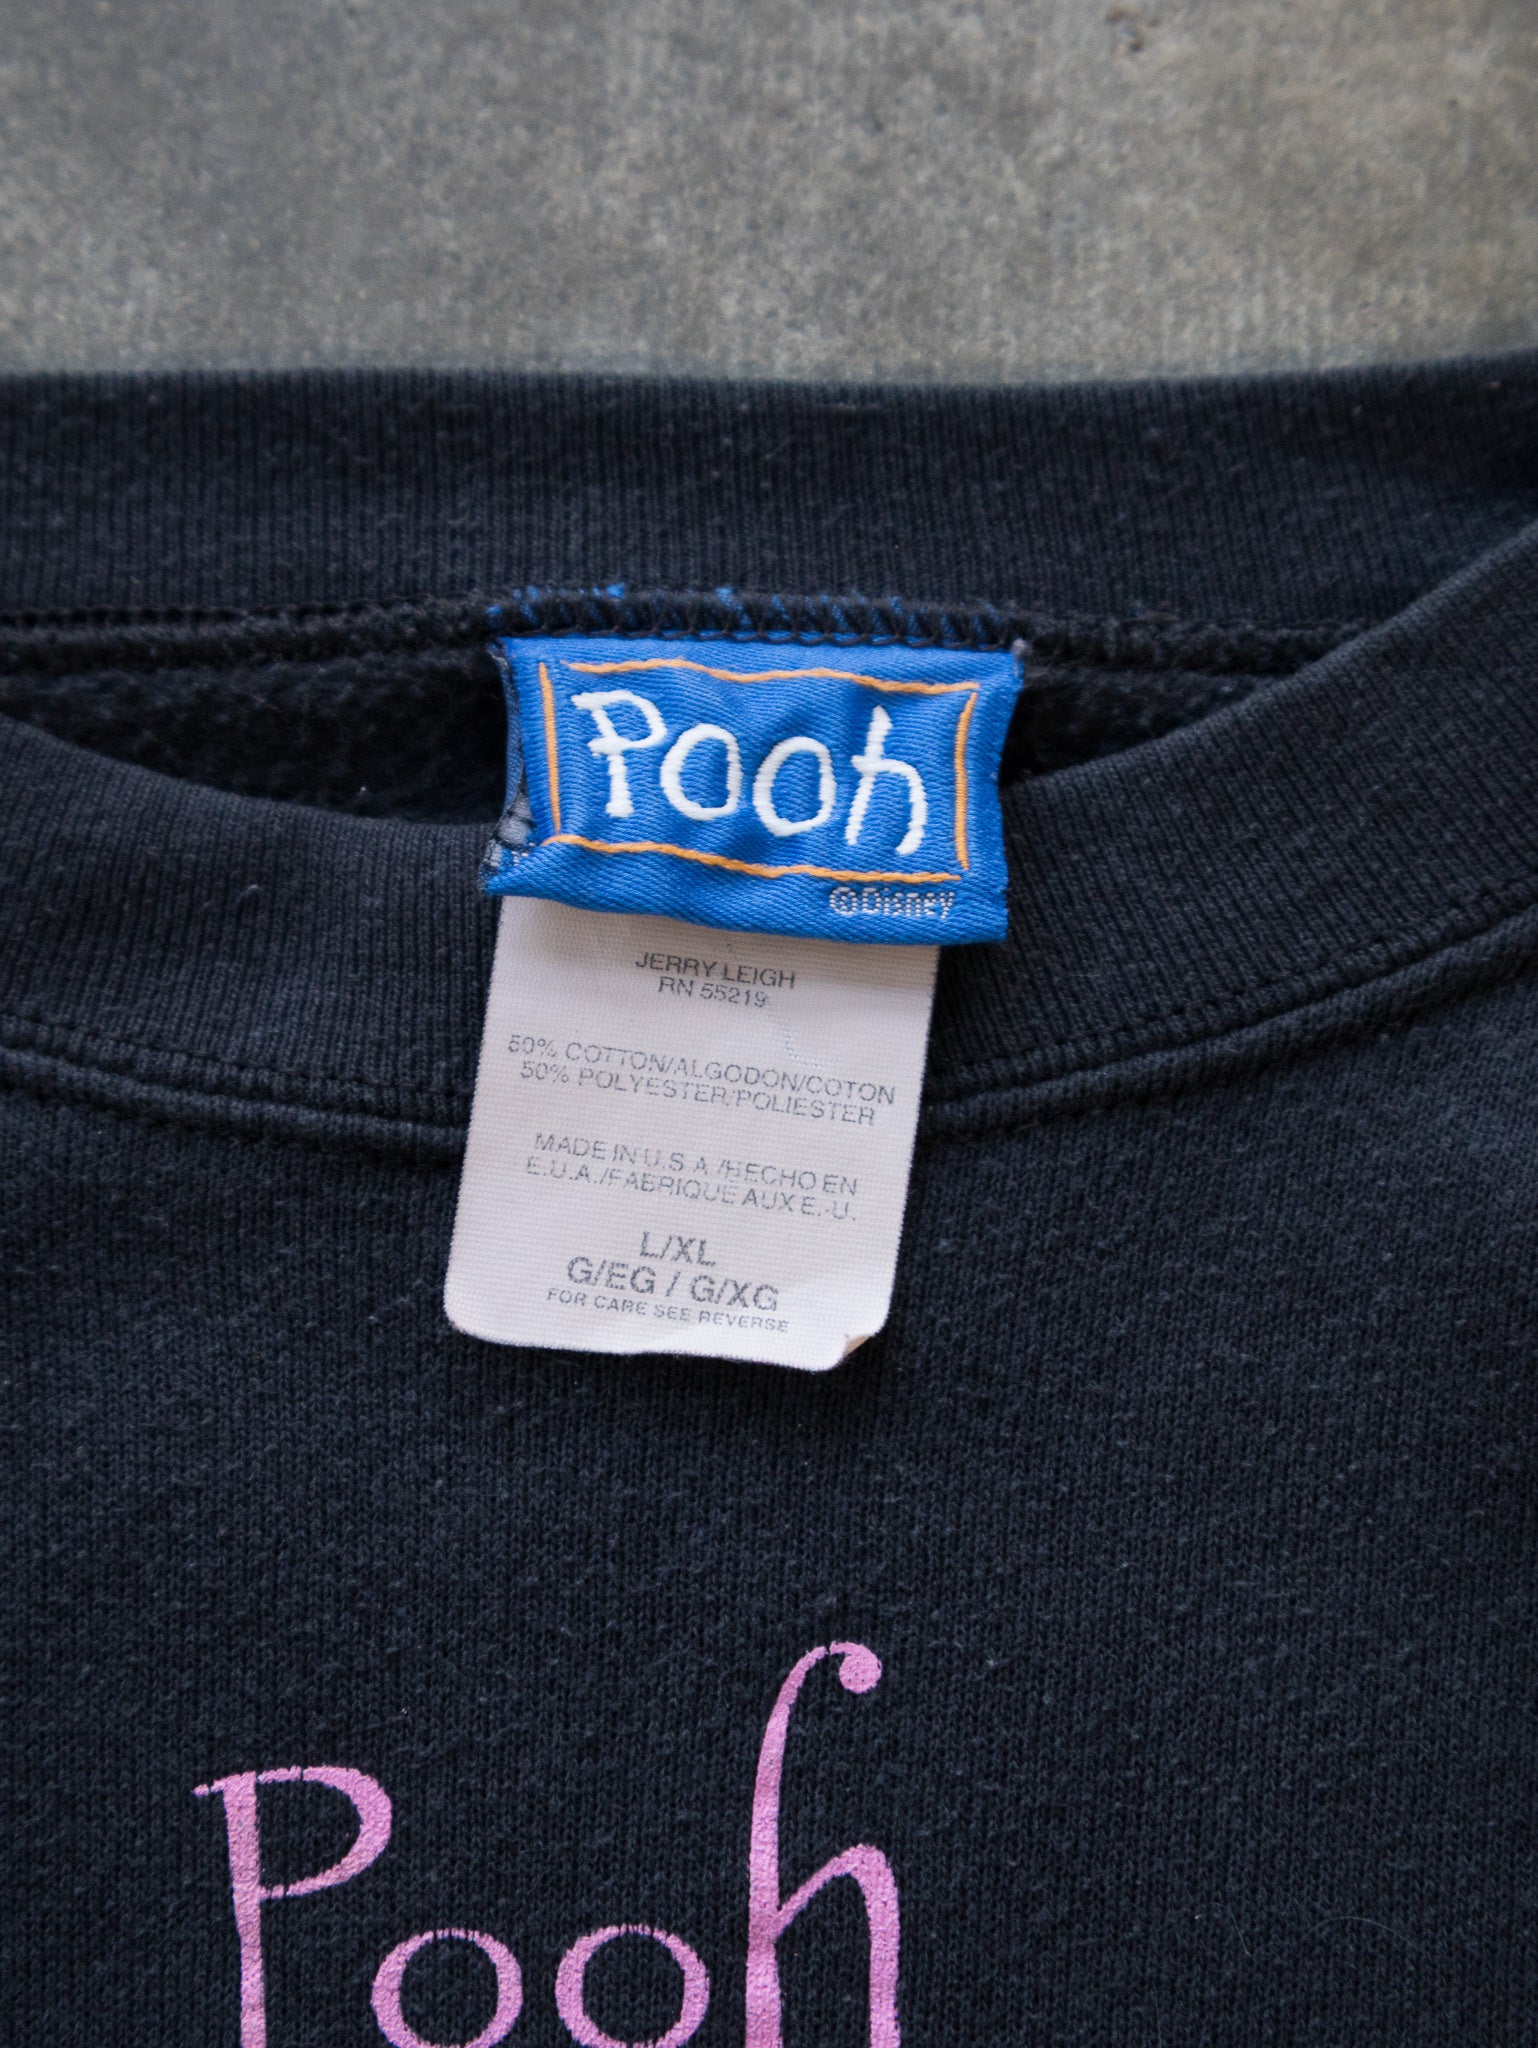 Pooh
©Disney
JERRY LEIGH
RN 55219
50% COTTON/ALGODON/COTON
50% POLYESTER/POLIESTER
MADE IN U.S.A./HECHO EN
E.U.A./FABRIQUE AUX E.-U.
L/XL
G/EG / G/XG
FOR CARE SEE REVERSE
Pooh